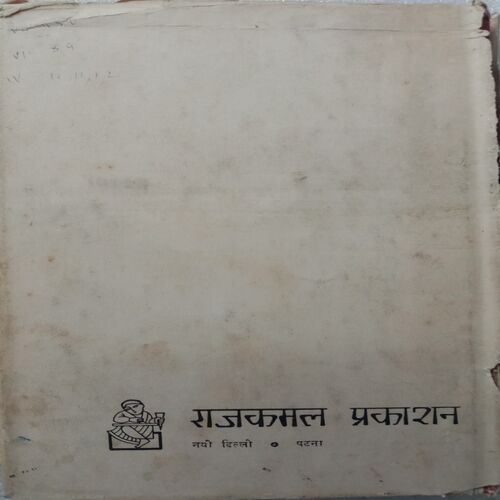 राजकमल प्रकाशन
नयी दिल्ली • पटना